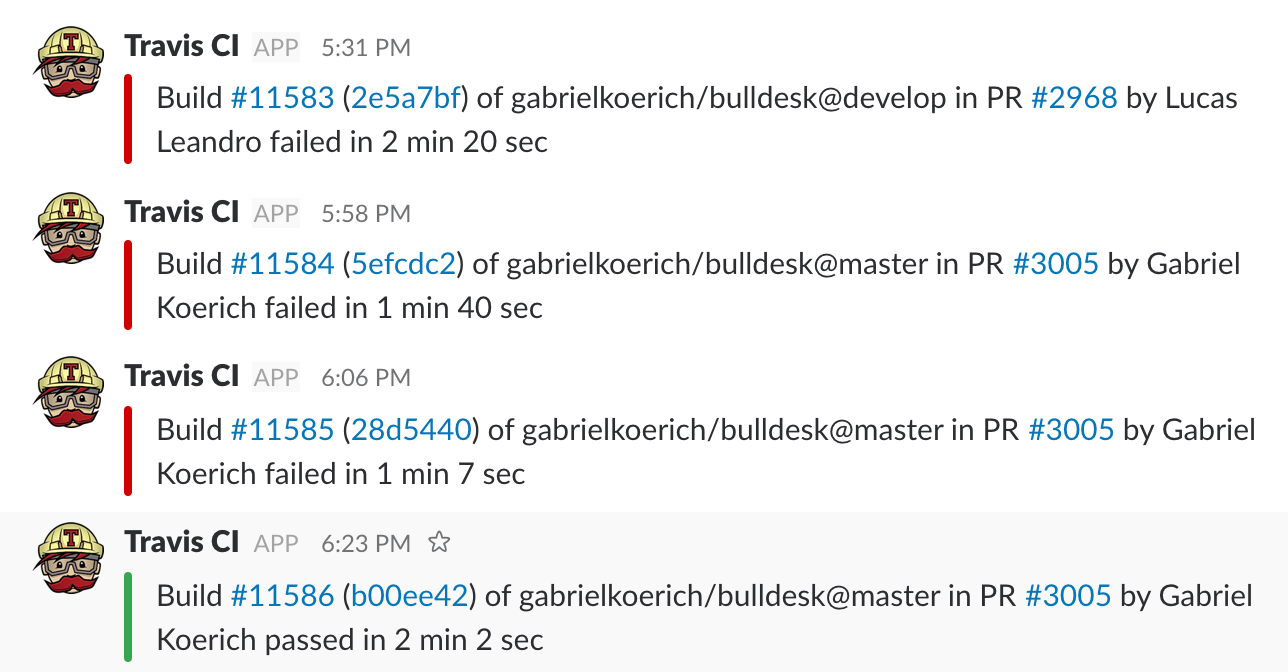 Travis CI APP 5:31 PM
Build #11583 (2e5a7bf) of gabrielkoerich/bulldesk@develop in PR #2968 by Lucas
Leandro failed in 2 min 20 sec
Travis CI APP 5:58 PM
Build #11584 (5efcdc2) of gabrielkoerich/bulldesk@master in PR #3005 by Gabriel
Koerich failed in 1 min 40 sec
Travis CI APP 6:06 PM
Build #11585 (28d5440) of gabrielkoerich/bulldesk@master in PR #3005 by Gabriel
Koerich failed in 1 min 7 sec
Travis CI APP 6:23 PM
Build #11586 (b00ee42) of gabrielkoerich/bulldesk@master in PR #3005 by Gabriel
Koerich passed in 2 min 2 sec